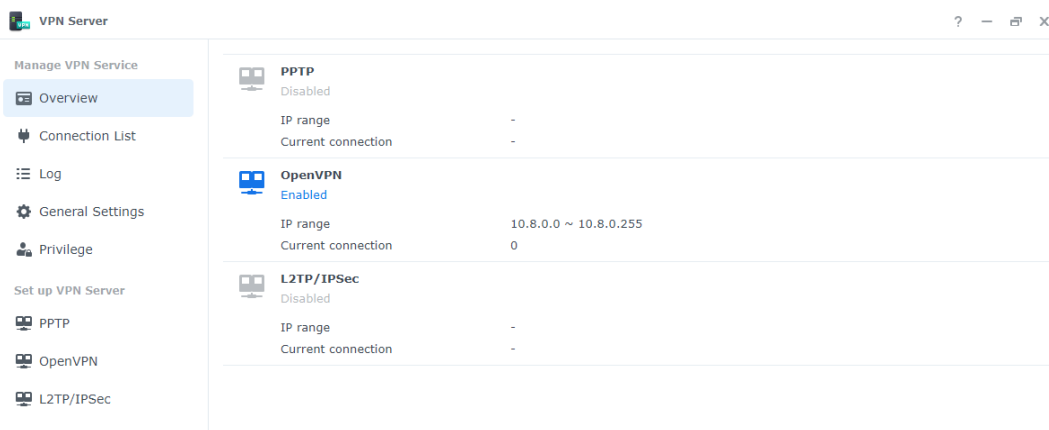 VPN
VPN Server
?
X
Manage VPN Service
Overview
Connection List
Log
General Settings
Privilege
Set up VPN Server
PPTP
OpenVPN
L2TP/IPSec
PPTP
Disabled
IP range -
Current connection -
OpenVPN
Enabled
IP range 10.8.0.0 ~ 10.8.0.255
Current connection 0
L2TP/IPSec
Disabled
IP range -
Current connection -